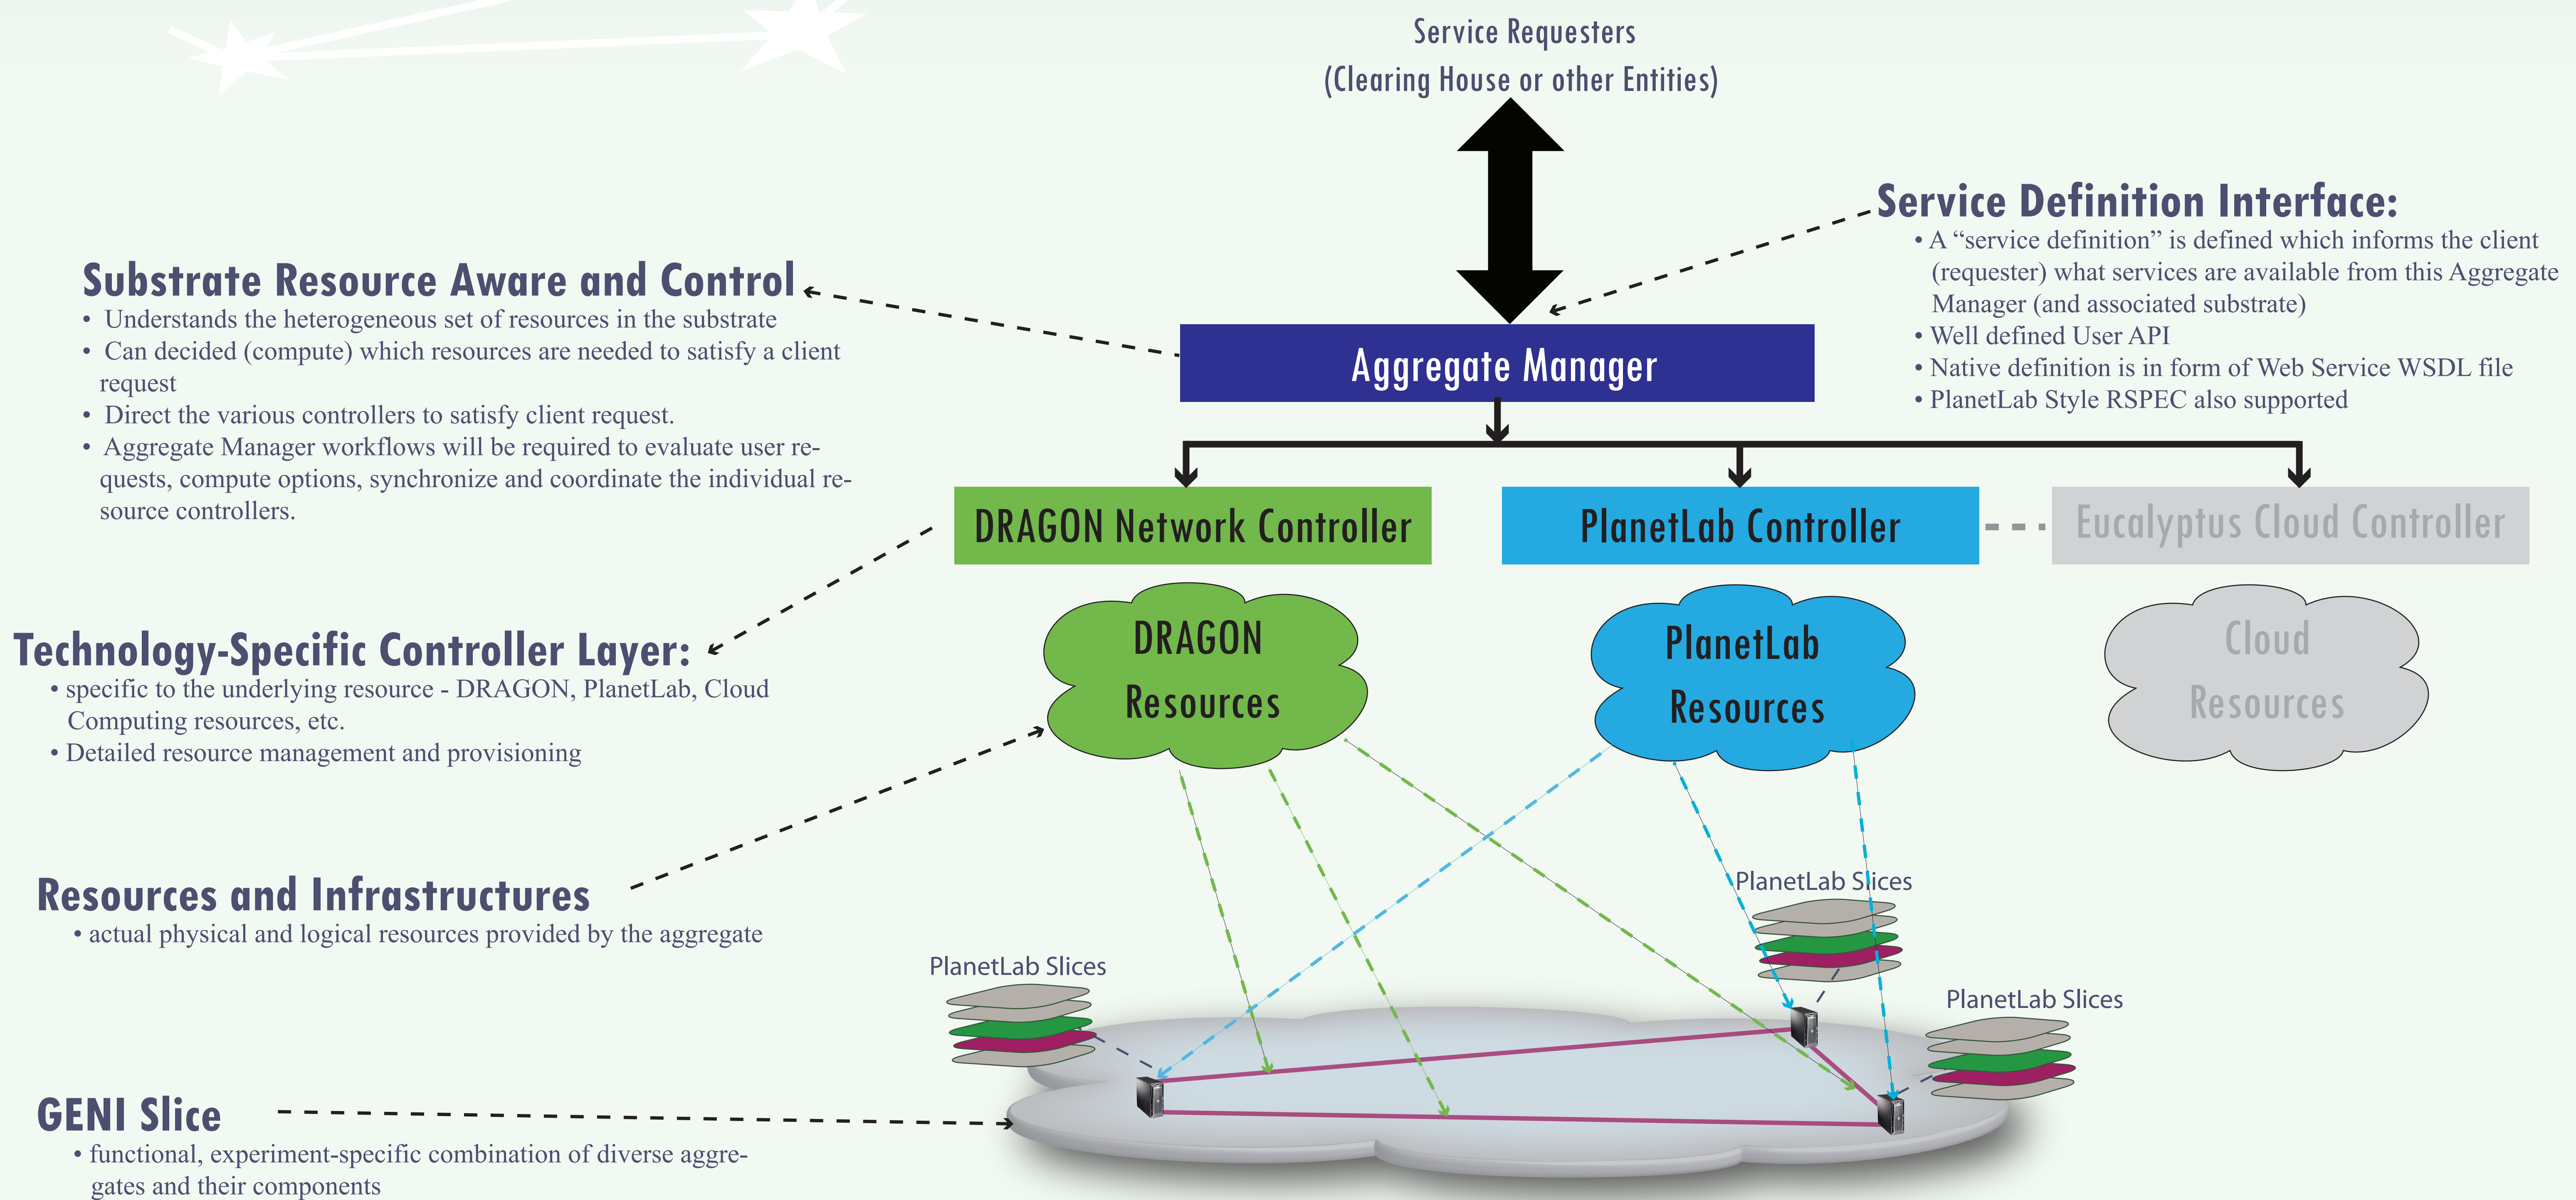 Service Requesters
(Clearing House or other Entities)
Service Definition Interface:
• A “service definition” is defined which informs the client
(requester) what services are available from this Aggregate
Manager (and associated substrate)
• Well defined User API
• Native definition is in form of Web Service WSDL file
• PlanetLab Style RSPEC also supported
Substrate Resource Aware and Control
• Understands the heterogeneous set of resources in the substrate
• Can decided (compute) which resources are needed to satisfy a client
request
• Direct the various controllers to satisfy client request.
• Aggregate Manager workflows will be required to evaluate user re-
quests, compute options, synchronize and coordinate the individual re-
source controllers.
Aggregate Manager
DRAGON Network Controller
PlanetLab Controller
Eucalyptus Cloud Controller
Technology-Specific Controller Layer:
• specific to the underlying resource - DRAGON, PlanetLab, Cloud
Computing resources, etc.
• Detailed resource management and provisioning
DRAGON
Resources
PlanetLab
Resources
Cloud
Resources
Resources and Infrastructures
• actual physical and logical resources provided by the aggregate
PlanetLab Slices
PlanetLab Slices
PlanetLab Slices
GENI Slice
• functional, experiment-specific combination of diverse aggre-
gates and their components